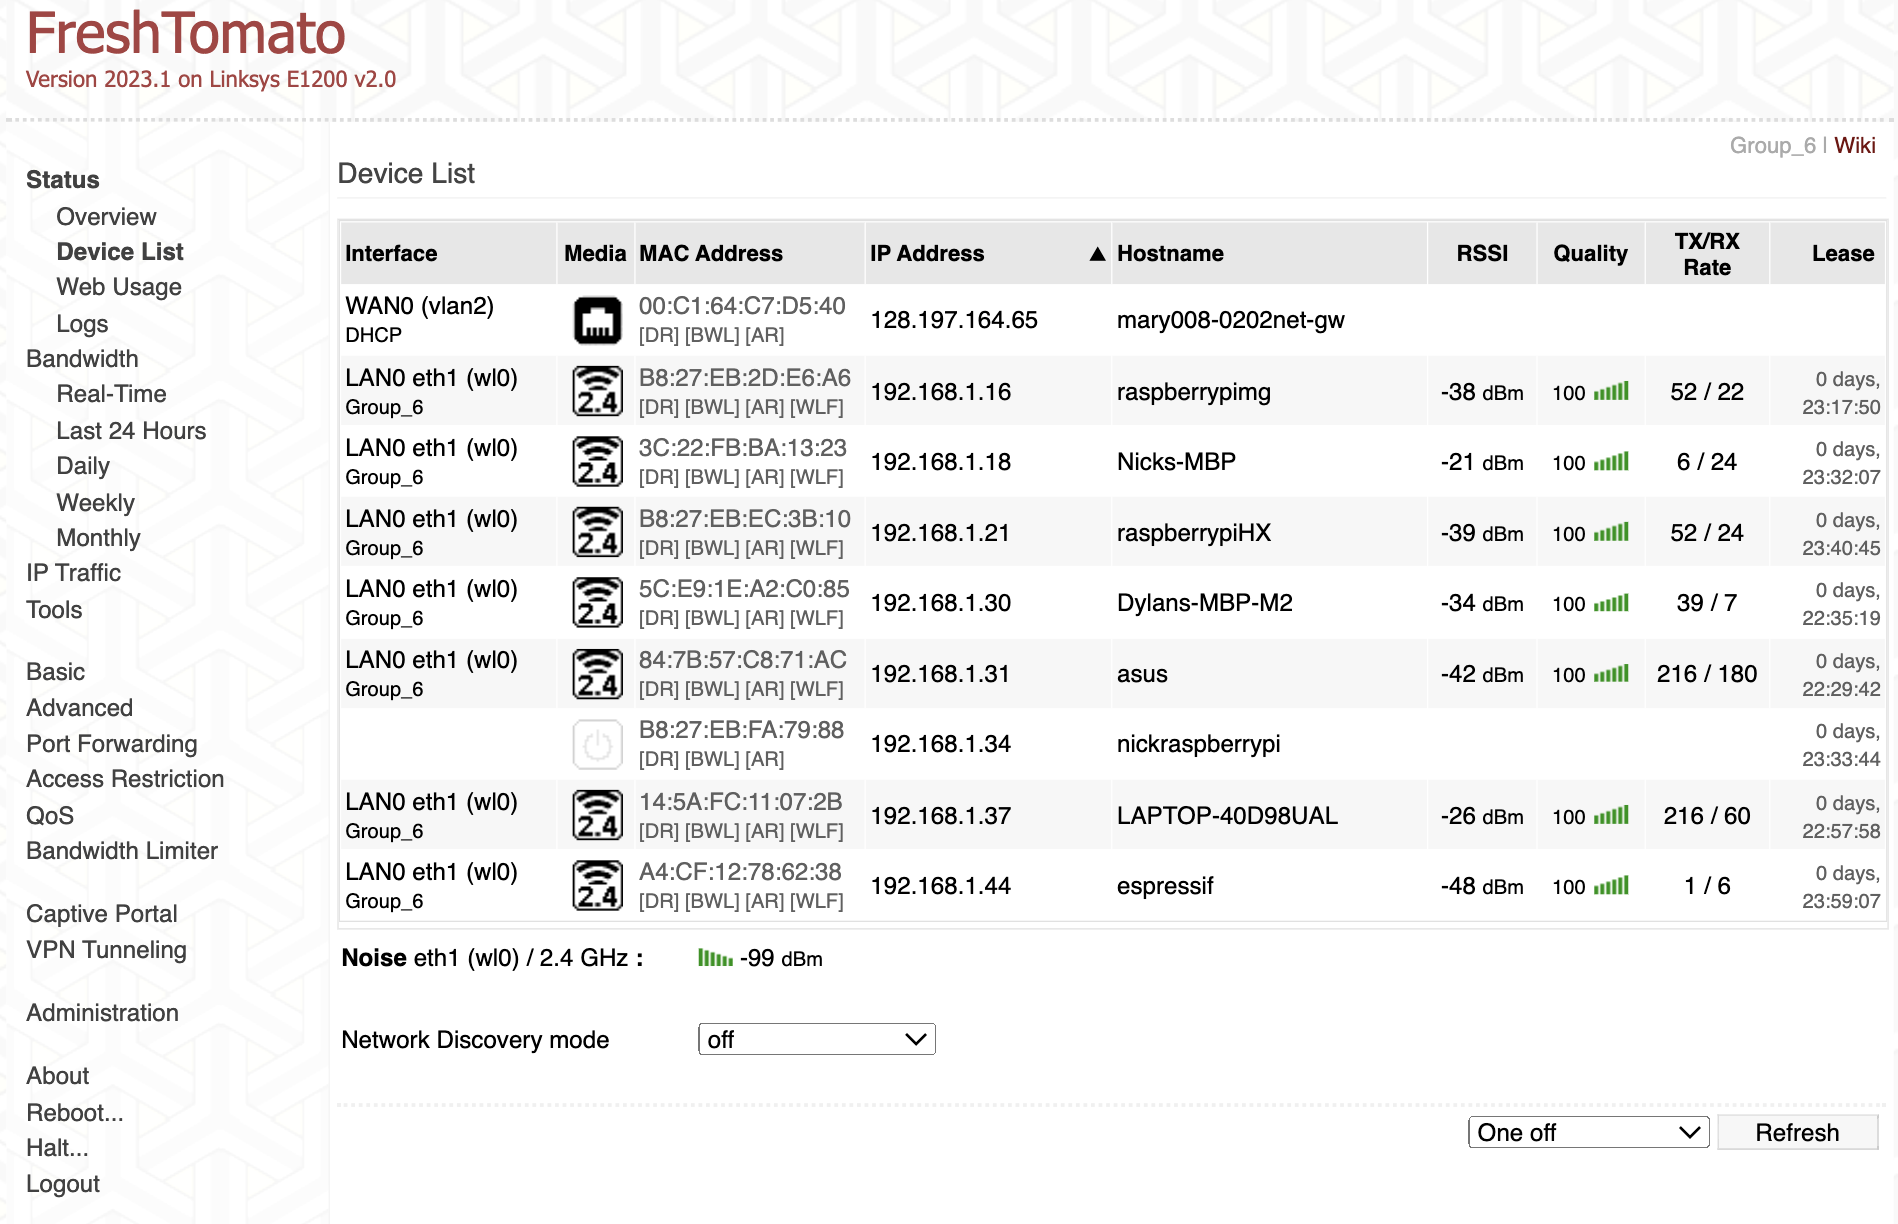 FreshTomato
Version 2023.1 on Linksys E1200 v2.0
Group_6 | Wiki
Status
Overview
Device List
Web Usage
Logs
Bandwidth
Real-Time
Last 24 Hours
Daily
Weekly
Monthly
IP Traffic
Tools
Basic
Advanced
Port Forwarding
Access Restriction
QoS
Bandwidth Limiter
Captive Portal
VPN Tunneling
Administration
About
Reboot...
Halt...
Logout
Device List
Interface Media MAC Address IP Address ▲ Hostname RSSI Quality TX/RX Rate Lease
WAN0 (vlan2) 00:C1:64:C7:D5:40 128.197.164.65 mary008-0202net-gw
DHCP [DR] [BWL] [AR]
LAN0 eth1 (wl0) 2.4 B8:27:EB:2D:E6:A6 192.168.1.16 raspberrypimg -38 dBm 100 52 / 22 0 days,
Group_6 [DR] [BWL] [AR] [WLF] 23:17:50
LAN0 eth1 (wl0) 2.4 3C:22:FB:BA:13:23 192.168.1.18 Nicks-MBP -21 dBm 100 6 / 24 0 days,
Group_6 [DR] [BWL] [AR] [WLF] 23:32:07
LAN0 eth1 (wl0) 2.4 B8:27:EB:EC:3B:10 192.168.1.21 raspberrypiHX -39 dBm 100 52 / 24 0 days,
Group_6 [DR] [BWL] [AR] [WLF] 23:40:45
LAN0 eth1 (wl0) 2.4 5C:E9:1E:A2:C0:85 192.168.1.30 Dylans-MBP-M2 -34 dBm 100 39 / 7 0 days,
Group_6 [DR] [BWL] [AR] [WLF] 22:35:19
LAN0 eth1 (wl0) 2.4 84:7B:57:C8:71:AC 192.168.1.31 asus -42 dBm 100 216 / 180 0 days,
Group_6 [DR] [BWL] [AR] [WLF] 22:29:42
B8:27:EB:FA:79:88 192.168.1.34 nickraspberrypi 0 days,
[DR] [BWL] [AR] 23:33:44
LAN0 eth1 (wl0) 2.4 14:5A:FC:11:07:2B 192.168.1.37 LAPTOP-40D98UAL -26 dBm 100 216 / 60 0 days,
Group_6 [DR] [BWL] [AR] [WLF] 22:57:58
LAN0 eth1 (wl0) 2.4 A4:CF:12:78:62:38 192.168.1.44 espressif -48 dBm 100 1 / 6 0 days,
Group_6 [DR] [BWL] [AR] [WLF] 23:59:07
Noise eth1 (wl0) / 2.4 GHz : -99 dBm
Network Discovery mode off
One off Refresh